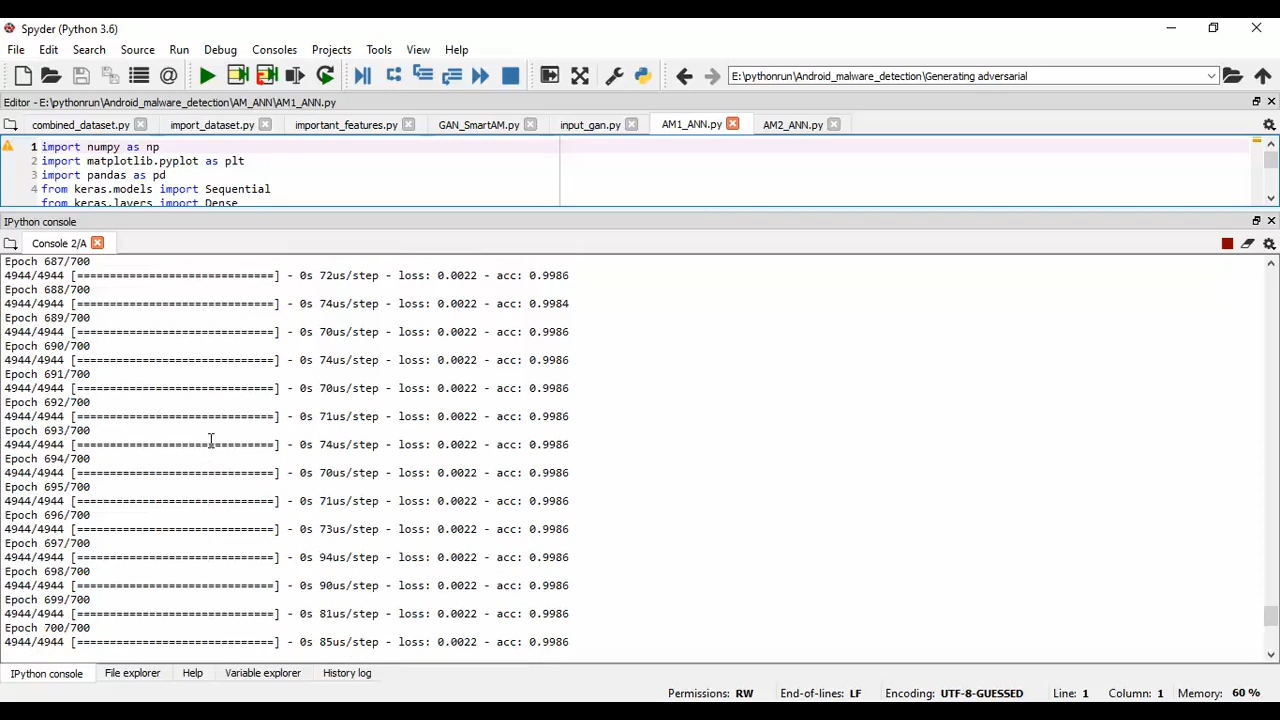 Spyder (Python 3.6)
File Edit Search Source Run Debug Consoles Projects Tools View Help
E:\pythonrun\Android_malware_detection\Generating adversarial
Editor - E:\pythonrun\Android_malware_detection\AM_ANN\AM1_ANN.py
combined_dataset.py import_dataset.py important_features.py GAN_SmartAM.py input_gan.py AM1_ANN.py AM2_ANN.py
1 import numpy as np
2 import matplotlib.pyplot as plt
3 import pandas as pd
4 from keras.models import Sequential
from keras.layers import Dense
IPython console
Console 2/A
Epoch 687/700
4944/4944 [==============================] - 0s 72us/step - loss: 0.0022 - acc: 0.9986
Epoch 688/700
4944/4944 [==============================] - 0s 74us/step - loss: 0.0022 - acc: 0.9984
Epoch 689/700
4944/4944 [==============================] - 0s 70us/step - loss: 0.0022 - acc: 0.9986
Epoch 690/700
4944/4944 [==============================] - 0s 74us/step - loss: 0.0022 - acc: 0.9986
Epoch 691/700
4944/4944 [==============================] - 0s 70us/step - loss: 0.0022 - acc: 0.9986
Epoch 692/700
4944/4944 [==============================] - 0s 71us/step - loss: 0.0022 - acc: 0.9986
Epoch 693/700
4944/4944 [==============================] - 0s 74us/step - loss: 0.0022 - acc: 0.9986
Epoch 694/700
4944/4944 [==============================] - 0s 70us/step - loss: 0.0022 - acc: 0.9986
Epoch 695/700
4944/4944 [==============================] - 0s 71us/step - loss: 0.0022 - acc: 0.9986
Epoch 696/700
4944/4944 [==============================] - 0s 73us/step - loss: 0.0022 - acc: 0.9986
Epoch 697/700
4944/4944 [==============================] - 0s 94us/step - loss: 0.0022 - acc: 0.9986
Epoch 698/700
4944/4944 [==============================] - 0s 90us/step - loss: 0.0022 - acc: 0.9986
Epoch 699/700
4944/4944 [==============================] - 0s 81us/step - loss: 0.0022 - acc: 0.9986
Epoch 700/700
4944/4944 [==============================] - 0s 85us/step - loss: 0.0022 - acc: 0.9986
IPython console File explorer Help Variable explorer History log
Permissions: RW End-of-lines: LF Encoding: UTF-8-GUESSED Line: 1 Column: 1 Memory: 60 %